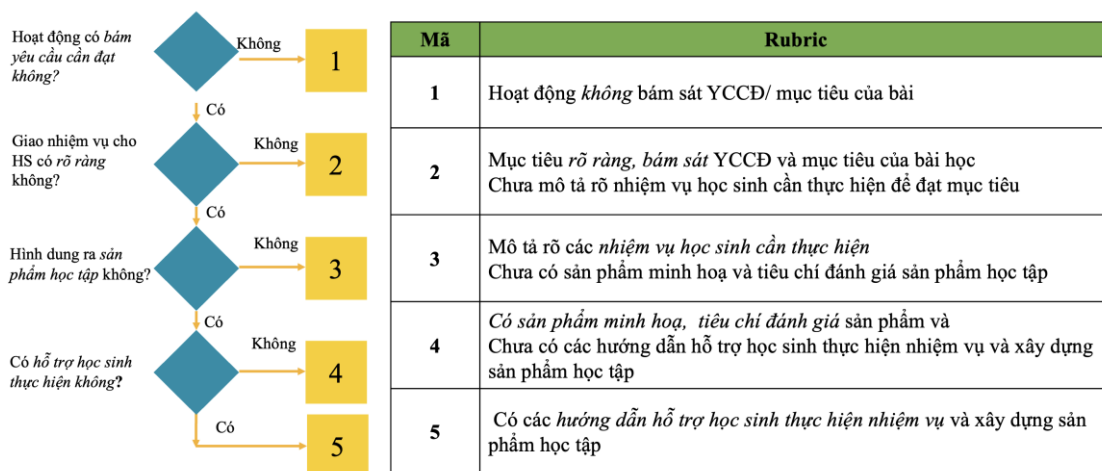 Hoạt động có bám
yêu cầu cần đạt
không?
Không
1
Có
Giao nhiệm vụ cho
HS có rõ ràng
không?
Không
2
Có
Hình dung ra sản
phẩm học tập không?
Không
3
Có
Có hỗ trợ học sinh
thực hiện không?
Không
4
Có
5
Mã Rubric
1 Hoạt động không bám sát YCCĐ/ mục tiêu của bài
2 Mục tiêu rõ ràng, bám sát YCCĐ và mục tiêu của bài học
Chưa mô tả rõ nhiệm vụ học sinh cần thực hiện để đạt mục tiêu
3 Mô tả rõ các nhiệm vụ học sinh cần thực hiện
Chưa có sản phẩm minh hoạ và tiêu chí đánh giá sản phẩm học tập
4 Có sản phẩm minh hoạ, tiêu chí đánh giá sản phẩm và
Chưa có các hướng dẫn hỗ trợ học sinh thực hiện nhiệm vụ và xây dựng
sản phẩm học tập
5 Có các hướng dẫn hỗ trợ học sinh thực hiện nhiệm vụ và xây dựng sản
phẩm học tập